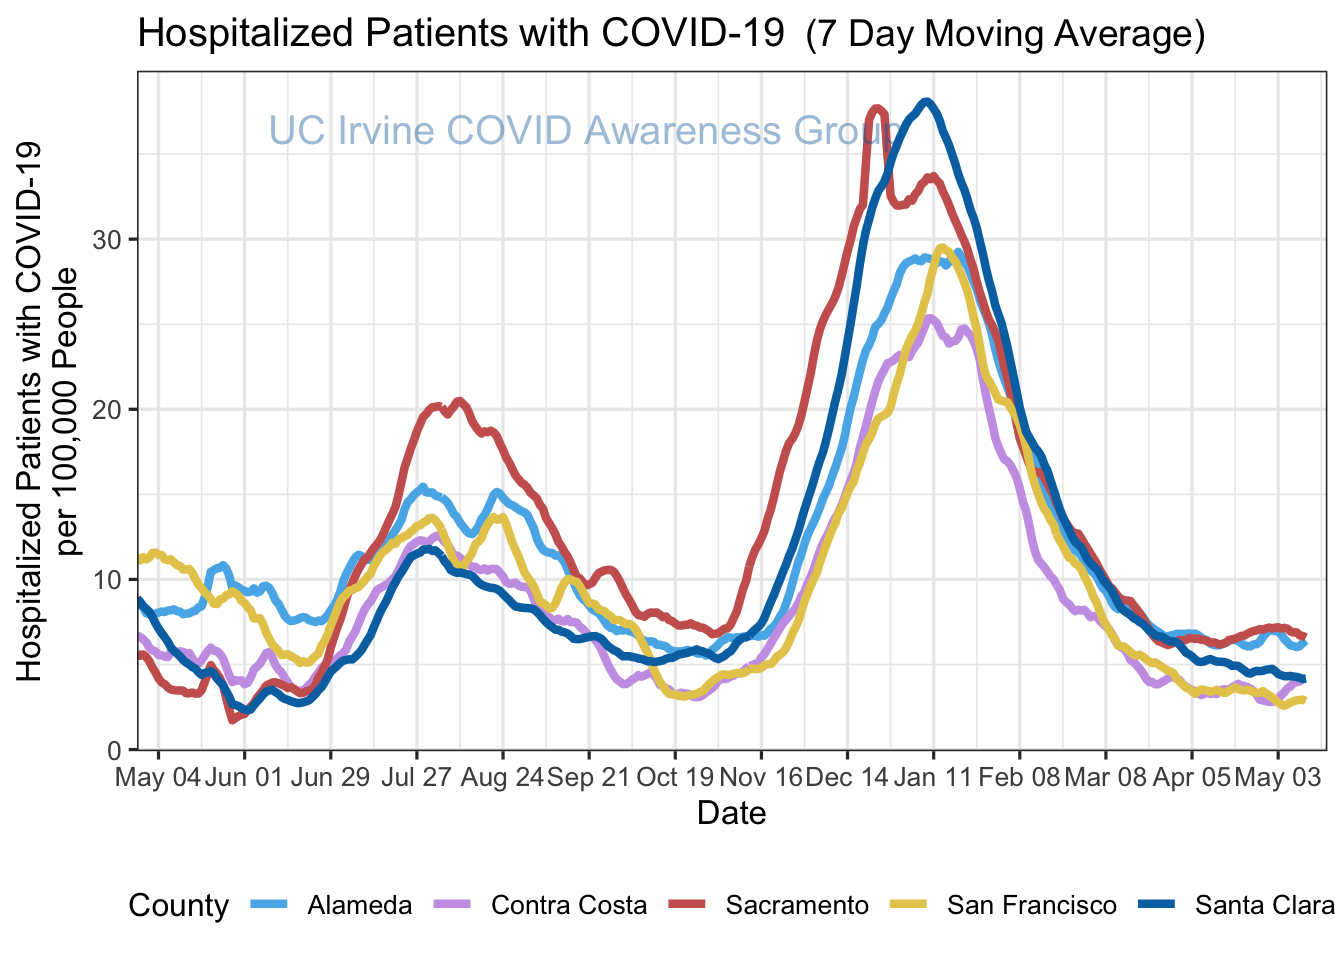 Hospitalized Patients with COVID-19 (7 Day Moving Average)
UC Irvine COVID Awareness Group
Hospitalized Patients with COVID-19
per 100,000 People
30
20
10
0
May 04 Jun 01 Jun 29 Jul 27 Aug 24 Sep 21 Oct 19 Nov 16 Dec 14 Jan 11 Feb 08 Mar 08 Apr 05 May 03
Date
County Alameda Contra Costa Sacramento San Francisco Santa Clara